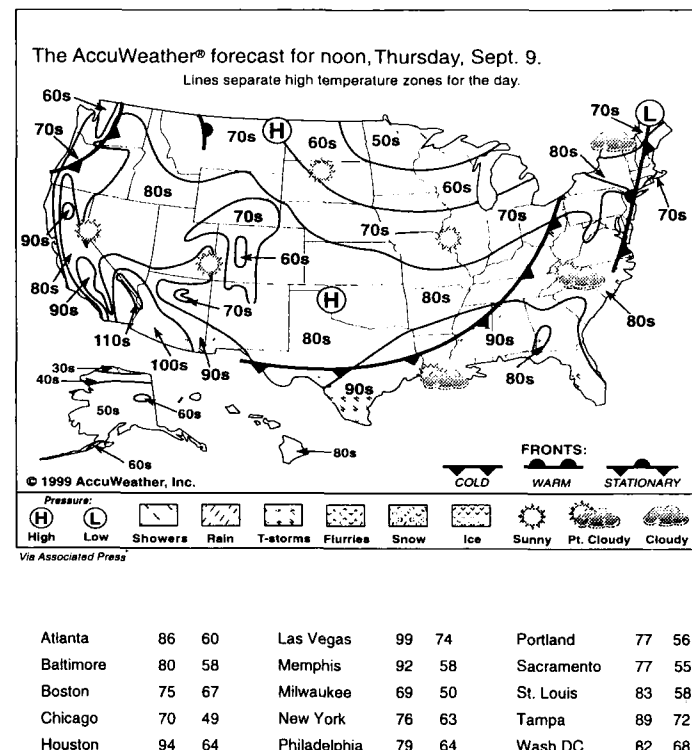 The AccuWeather® forecast for noon, Thursday, Sept. 9.
Lines separate high temperature zones for the day.
60s
70s
70s
H
60s
50s
70s
L
80s
80s
60s
70s
70s
70s
70s
90s
60s
80s
90s
70s
H
80s
80s
80s
110s
100s
90s
90s
80s
90s
30s
40s
50s
60s
60s
80s
© 1999 AccuWeather, Inc.
FRONTS:
COLD WARM STATIONARY
Pressure:
H L
High Low Showers Rain T-storms Flurries Snow Ice Sunny Pt. Cloudy Cloudy
Via Associated Press
Atlanta 86 60 Las Vegas 99 74 Portland 77 56
Baltimore 80 58 Memphis 92 58 Sacramento 77 55
Boston 75 67 Milwaukee 69 50 St. Louis 83 58
Chicago 70 49 New York 76 63 Tampa 89 72
Houston 94 64 Philadelphia 79 64 Wash DC 82 68